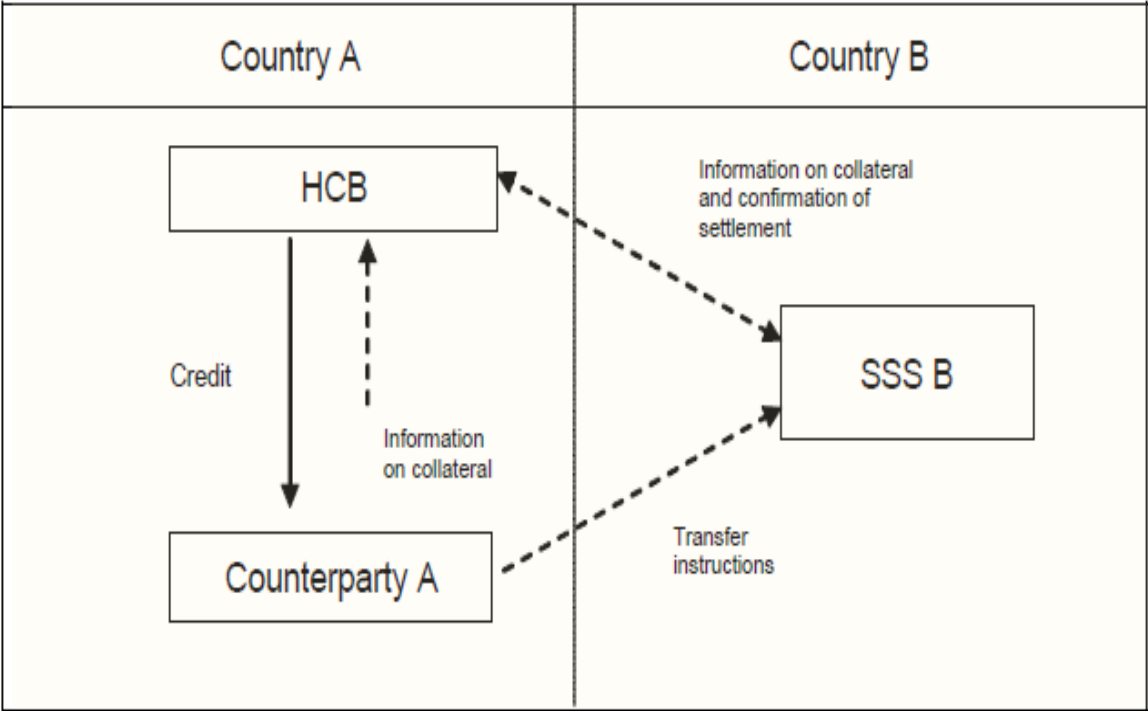 Country A
Country B
HCB
Information on collateral
and confirmation of
settlement
SSS B
Credit
Information
on collateral
Transfer
instructions
Counterparty A